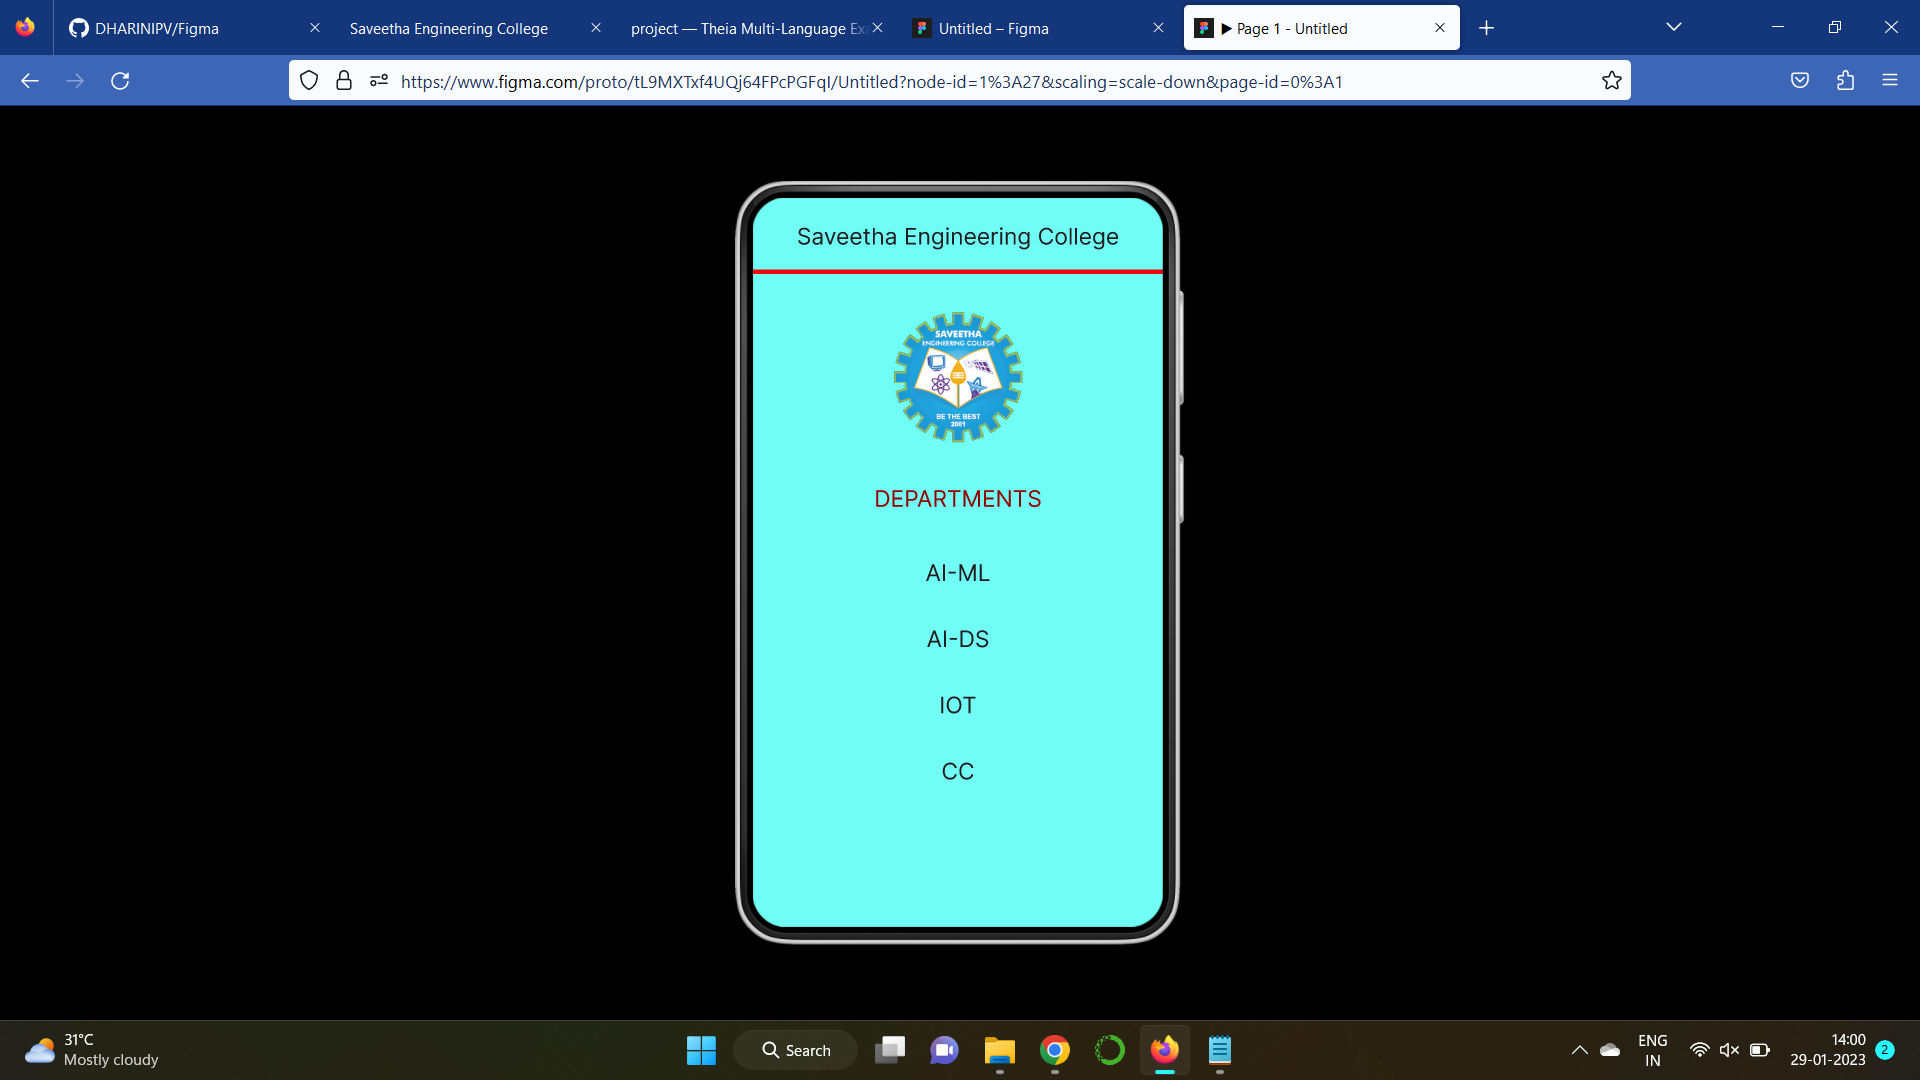 DHARINIPV/Figma
Saveetha Engineering College
project — Theia Multi-Language Ex
Untitled – Figma
▶ Page 1 - Untitled
https://www.figma.com/proto/tL9MXTxf4UQj64FPcPGFqI/Untitled?node-id=1%3A27&scaling=scale-down&page-id=0%3A1
Saveetha Engineering College
SAVEETHA
ENGINEERING COLLEGE
BE THE BEST
2001
DEPARTMENTS
AI-ML
AI-DS
IOT
CC
31°C
Mostly cloudy
Search
ENG
IN
14:00
29-01-2023
2